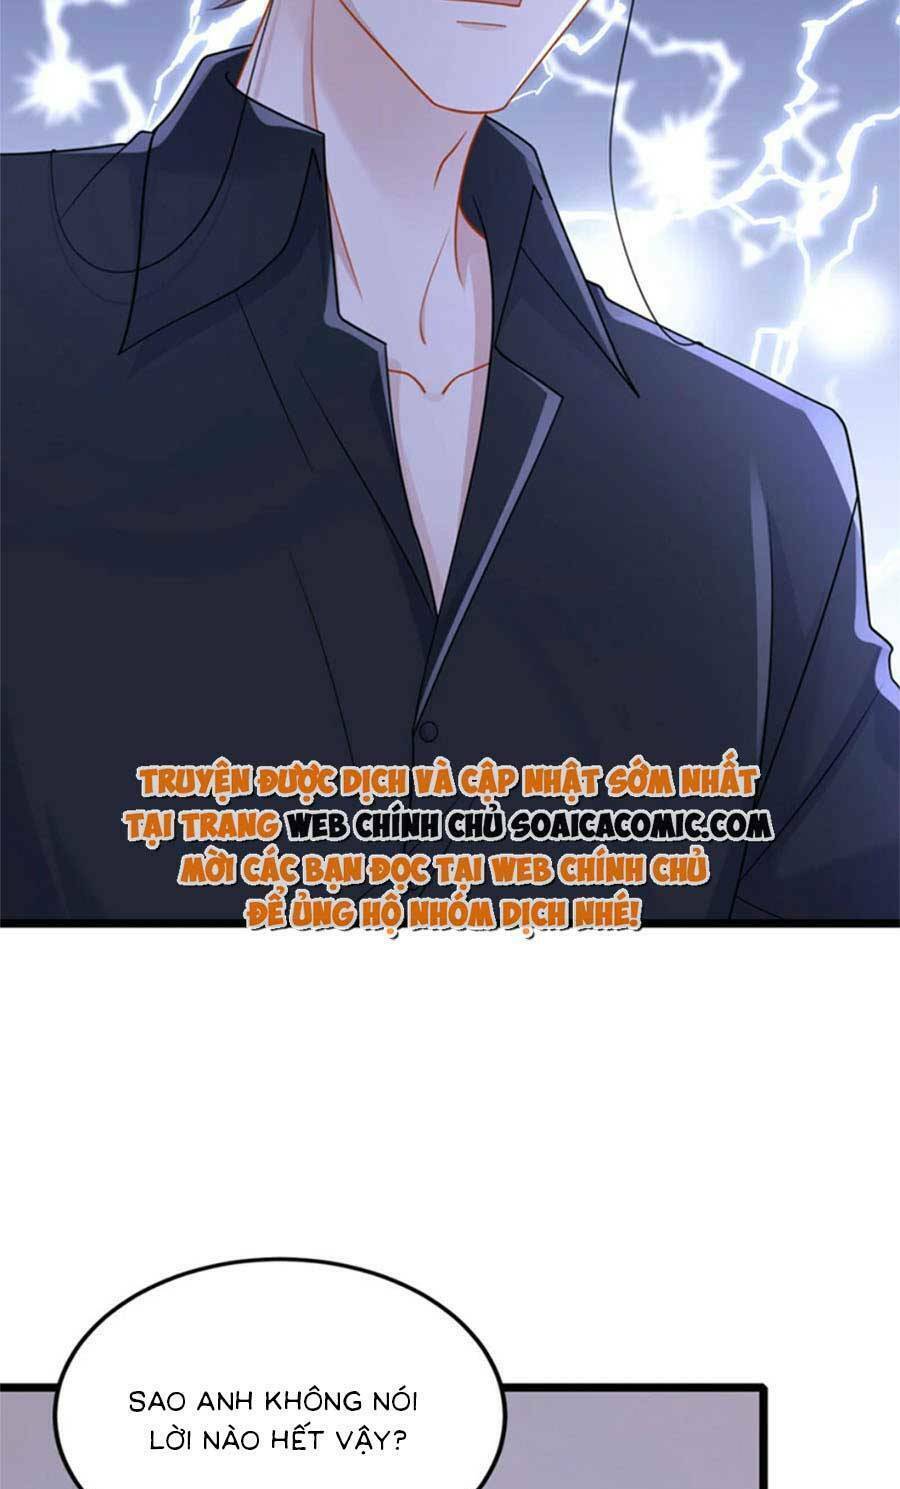 TRUYỆN ĐƯỢC DỊCH VÀ CẬP NHẬT SỚM NHẤT
TẠI TRANG WEB CHÍNH CHỦ SOAICACOMIC.COM
MỜI CÁC BẠN ĐỌC TẠI WEB CHÍNH CHỦ
ĐỂ ỦNG HỘ NHÓM DỊCH NHÉ!
SAO ANH KHÔNG NÓI
LỜI NÀO HẾT VẬY?